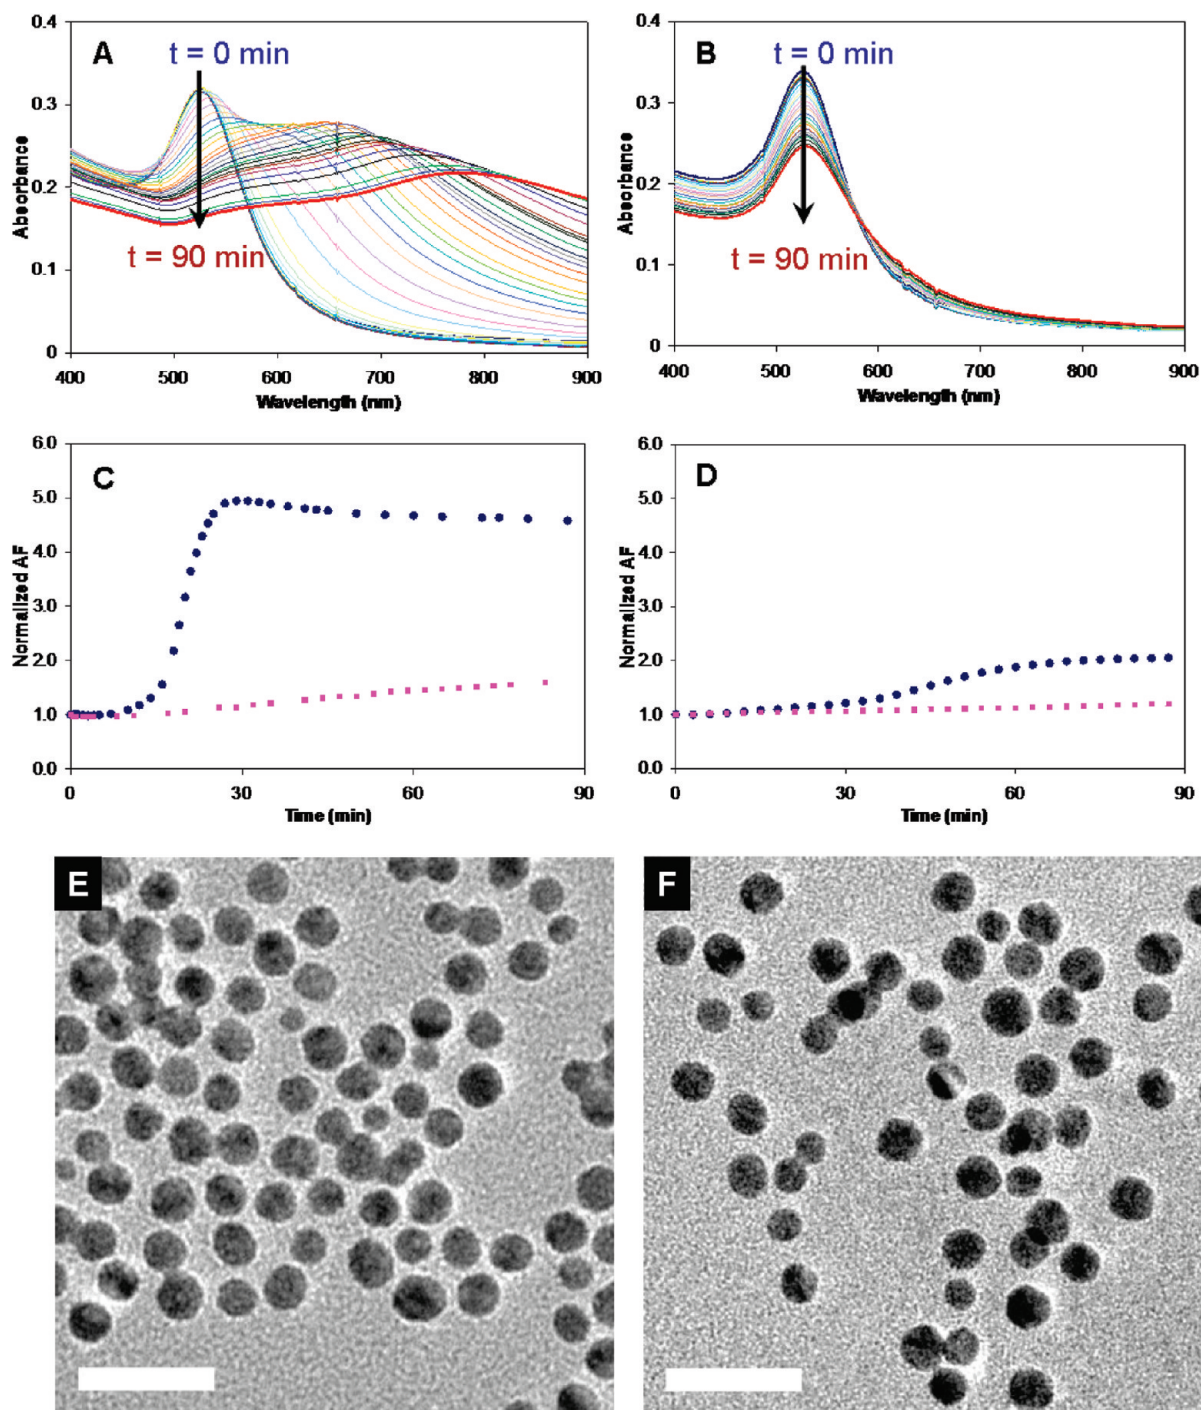 A
t = 0 min
t = 90 min
Absorbance
0.4
0.3
0.2
0.1
0
400 500 600 700 800 900
Wavelength (nm)
B
t = 0 min
t = 90 min
Absorbance
0.4
0.3
0.2
0.1
0
400 500 600 700 800 900
Wavelength (nm)
C
Normalized AF
6.0
5.0
4.0
3.0
2.0
1.0
0.0
0 30 60 90
Time (min)
D
Normalized AF
6.0
5.0
4.0
3.0
2.0
1.0
0.0
0 30 60 90
Time (min)
E
F